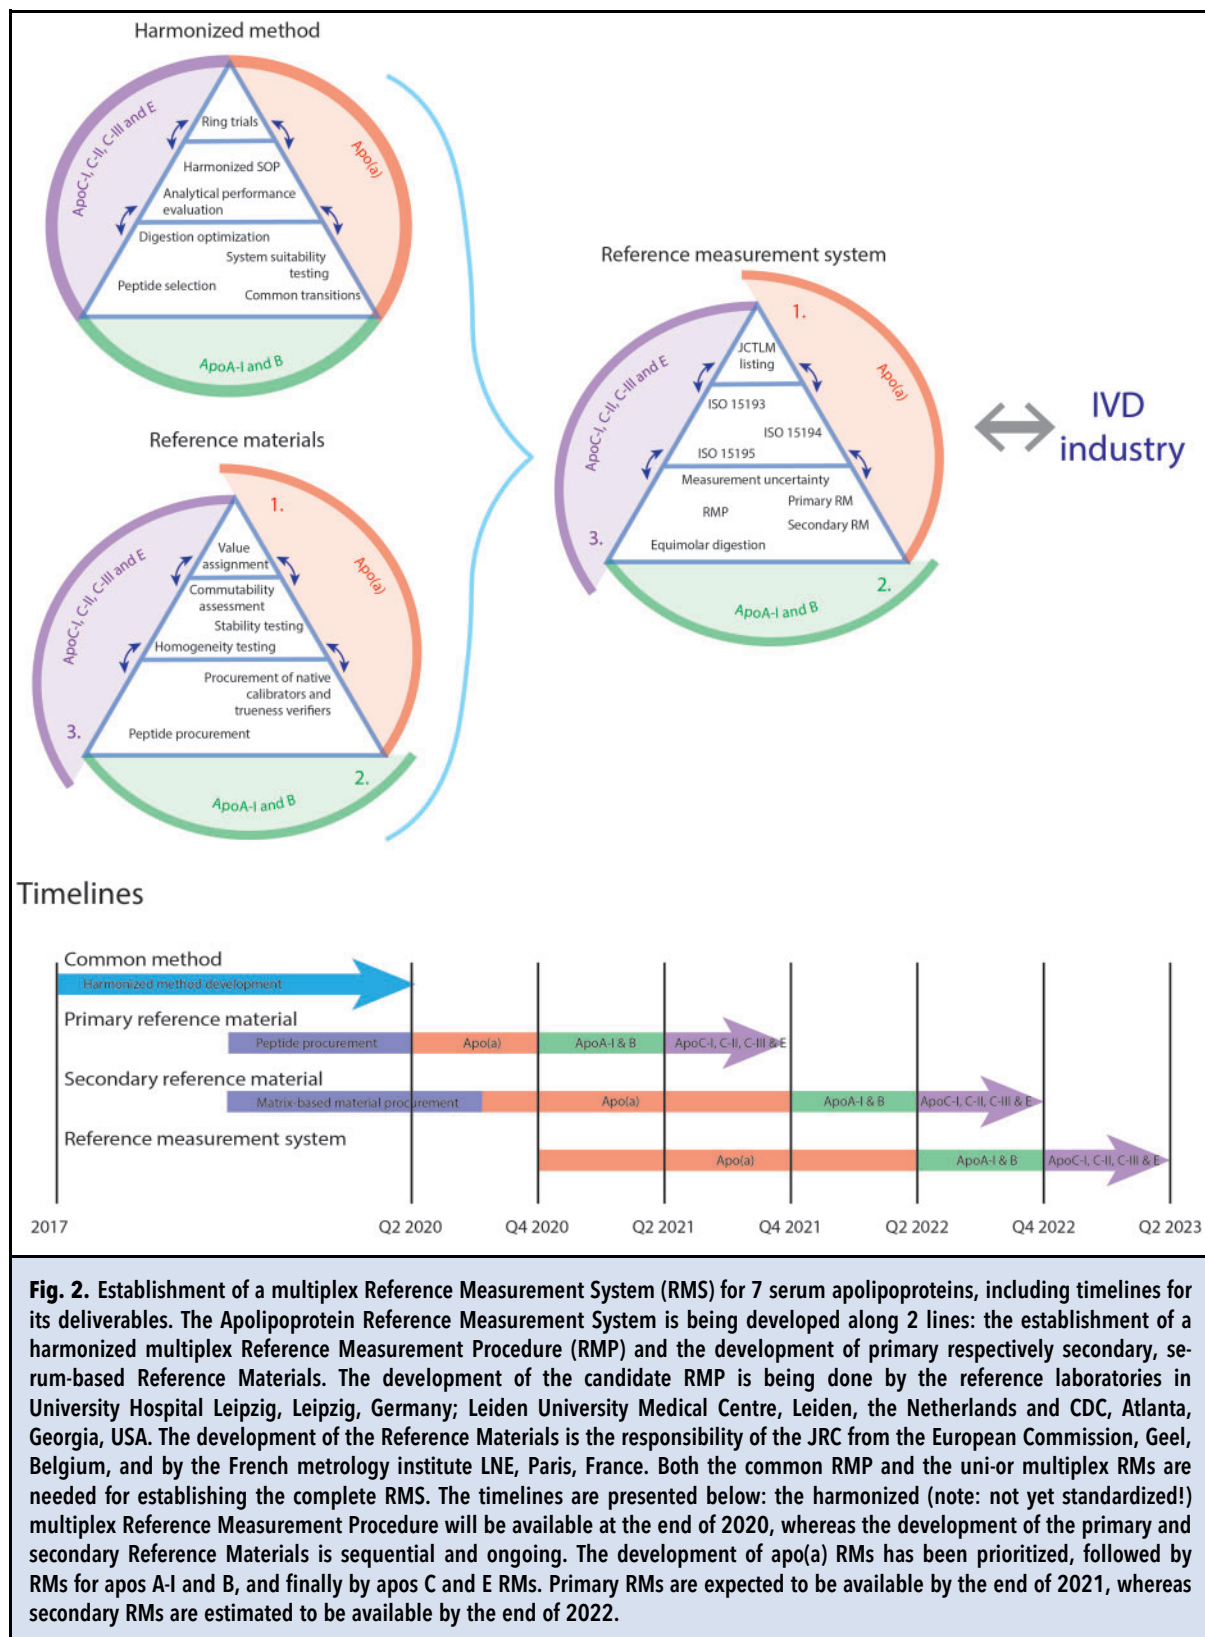 Harmonized method
ApoC-I, C-II, C-III and E
Apo(a)
Ring trials
Harmonized SOP
Analytical performance
evaluation
Digestion optimization
System suitability
testing
Peptide selection
Common transitions
ApoA-I and B
Reference materials
1.
ApoC-I, C-II, C-III and E
Apo(a)
Value
assignment
Commutability
assessment
Stability testing
Homogeneity testing
Procurement of native
calibrators and
trueness verifiers
3.
Peptide procurement
2.
ApoA-I and B
Reference measurement system
1.
ApoC-I, C-II, C-III and E
Apo(a)
JCTLM
listing
ISO 15193
ISO 15194
ISO 15195
Measurement uncertainty
Primary RM
RMP
Secondary RM
3.
Equimolar digestion
2.
ApoA-I and B
IVD
industry
Timelines
Common method
Harmonized method development
Primary reference material
Peptide procurement Apo(a) ApoA-I & B ApoC-I, C-II, C-III & E
Secondary reference material
Matrix-based material procurement Apo(a) ApoA-I & B ApoC-I, C-II, C-III & E
Reference measurement system
Apo(a) ApoA-I & B ApoC-I, C-II, C-III & E
2017 Q2 2020 Q4 2020 Q2 2021 Q4 2021 Q2 2022 Q4 2022 Q2 2023
Fig. 2. Establishment of a multiplex Reference Measurement System (RMS) for 7 serum apolipoproteins, including timelines for
its deliverables. The Apolipoprotein Reference Measurement System is being developed along 2 lines: the establishment of a
harmonized multiplex Reference Measurement Procedure (RMP) and the development of primary respectively secondary, se-
rum-based Reference Materials. The development of the candidate RMP is being done by the reference laboratories in
University Hospital Leipzig, Leipzig, Germany; Leiden University Medical Centre, Leiden, the Netherlands and CDC, Atlanta,
Georgia, USA. The development of the Reference Materials is the responsibility of the JRC from the European Commission, Geel,
Belgium, and by the French metrology institute LNE, Paris, France. Both the common RMP and the uni-or multiplex RMs are
needed for establishing the complete RMS. The timelines are presented below: the harmonized (note: not yet standardized!)
multiplex Reference Measurement Procedure will be available at the end of 2020, whereas the development of the primary and
secondary Reference Materials is sequential and ongoing. The development of apo(a) RMs has been prioritized, followed by
RMs for apos A-I and B, and finally by apos C and E RMs. Primary RMs are expected to be available by the end of 2021, whereas
secondary RMs are estimated to be available by the end of 2022.